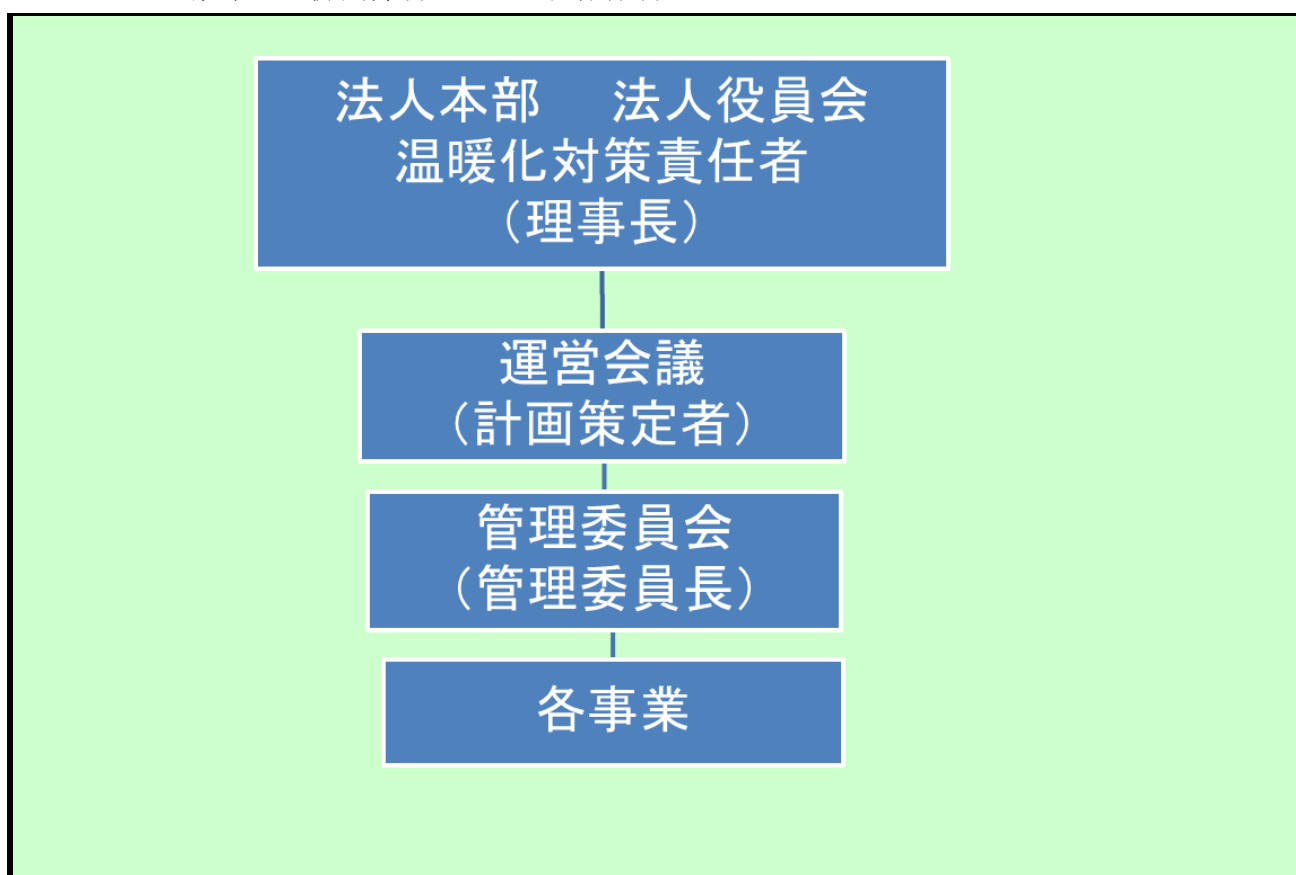 法人本部　法人役員会
温暖化対策責任者
（理事長）
運営会議
（計画策定者）
管理委員会
（管理委員長）
各事業